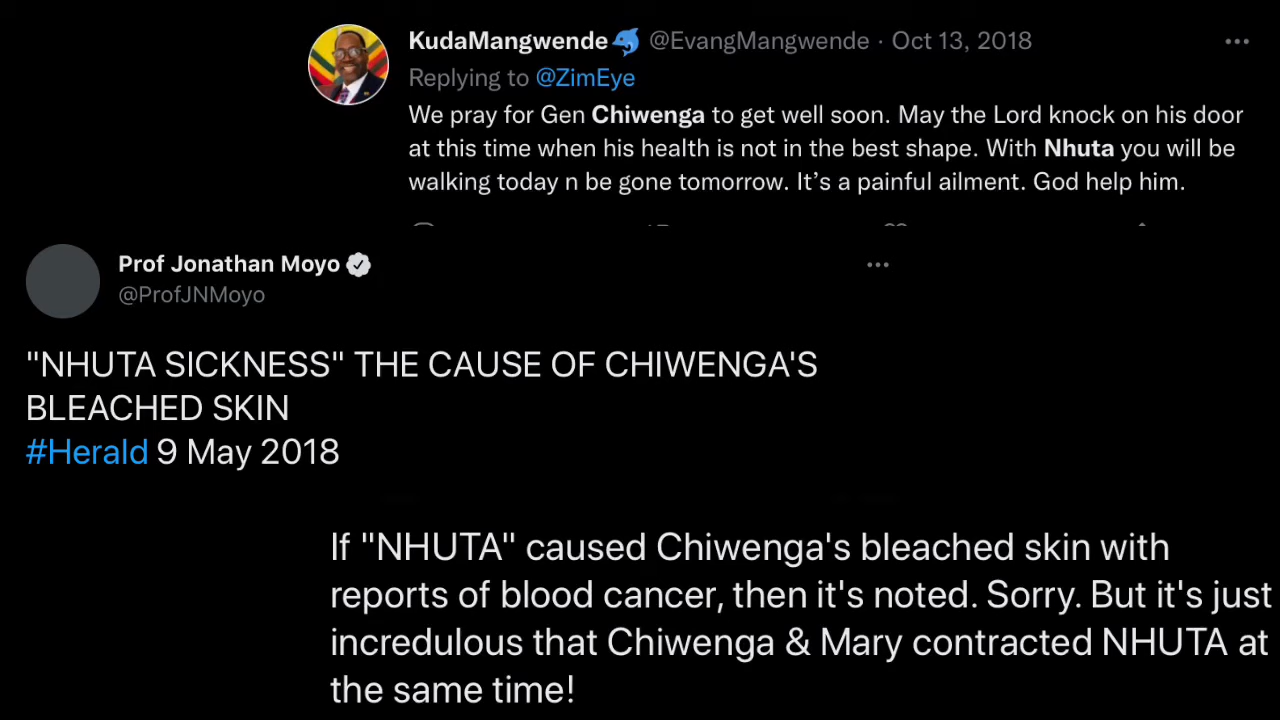 KudaMangwende🐬 @EvangMangwende · Oct 13, 2018
Replying to @ZimEye
We pray for Gen Chiwenga to get well soon. May the Lord knock on his door
at this time when his health is not in the best shape. With Nhuta you will be
walking today n be gone tomorrow. It’s a painful ailment. God help him.
Prof Jonathan Moyo
@ProfJNMoyo
"NHUTA SICKNESS" THE CAUSE OF CHIWENGA'S
BLEACHED SKIN
#Herald 9 May 2018
If "NHUTA" caused Chiwenga's bleached skin with
reports of blood cancer, then it's noted. Sorry. But it's just
incredulous that Chiwenga & Mary contracted NHUTA at
the same time!